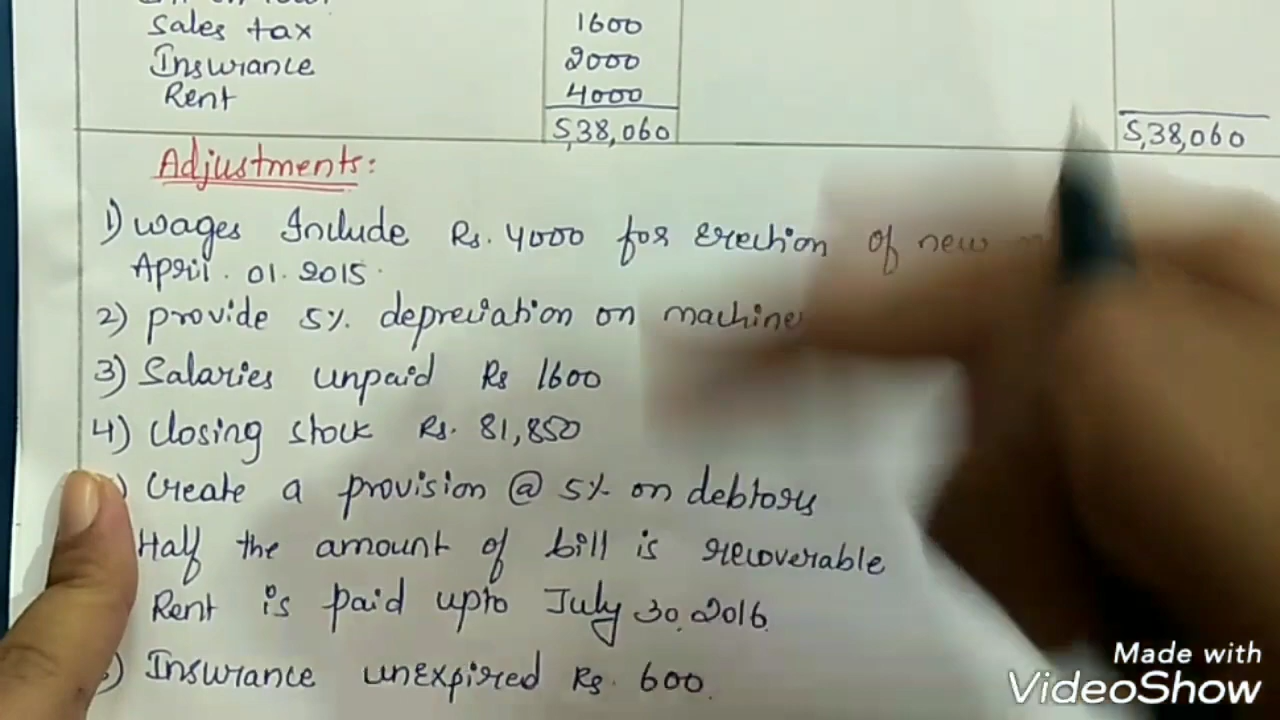 Sales tax 1600
Insurance 2000
Rent 4000
5,38,060 5,38,060
Adjustments:
1) wages Include Rs. 4000 for Erection of new
April. 01. 2015.
2) provide 5% depreciation on machine
3) Salaries unpaid Rs 1600
4) closing stock Rs. 81,850
) Create a provision @ 5% on debtors
Half the amount of bill is recoverable
Rent is paid upto July 30.2016.
) Insurance unexpired Rs. 600.
Made with
VideoShow